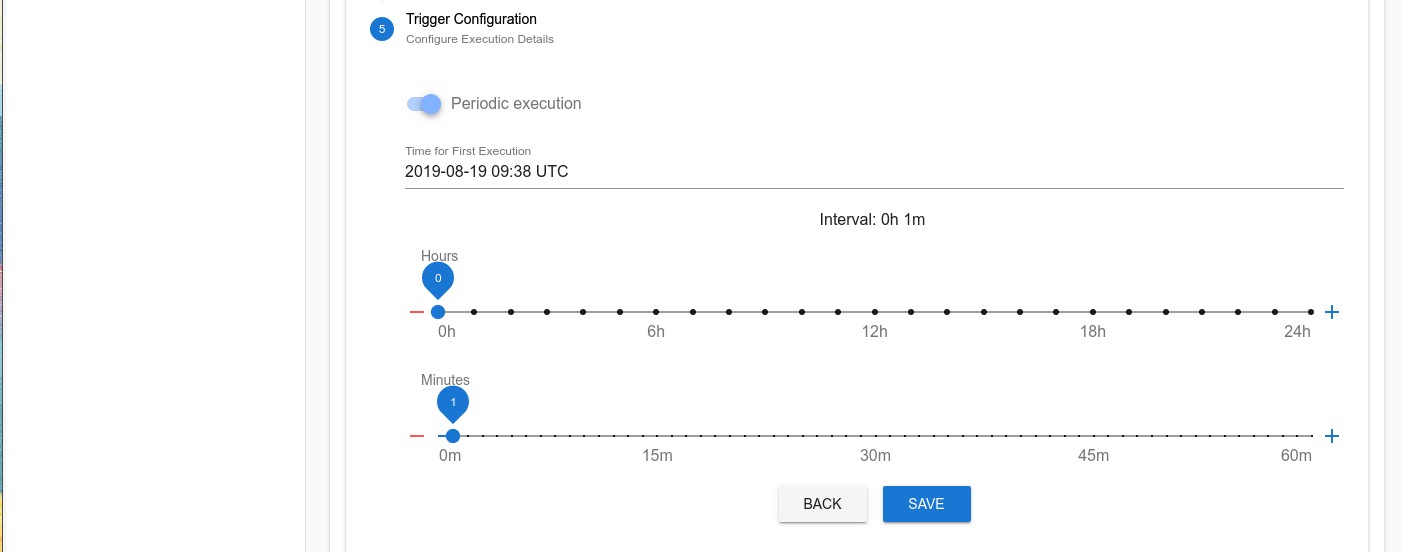 5
Trigger Configuration
Configure Execution Details
Periodic execution
Time for First Execution
2019-08-19 09:38 UTC
Interval: 0h 1m
Hours
0
0h 6h 12h 18h 24h
Minutes
1
0m 15m 30m 45m 60m
BACK SAVE